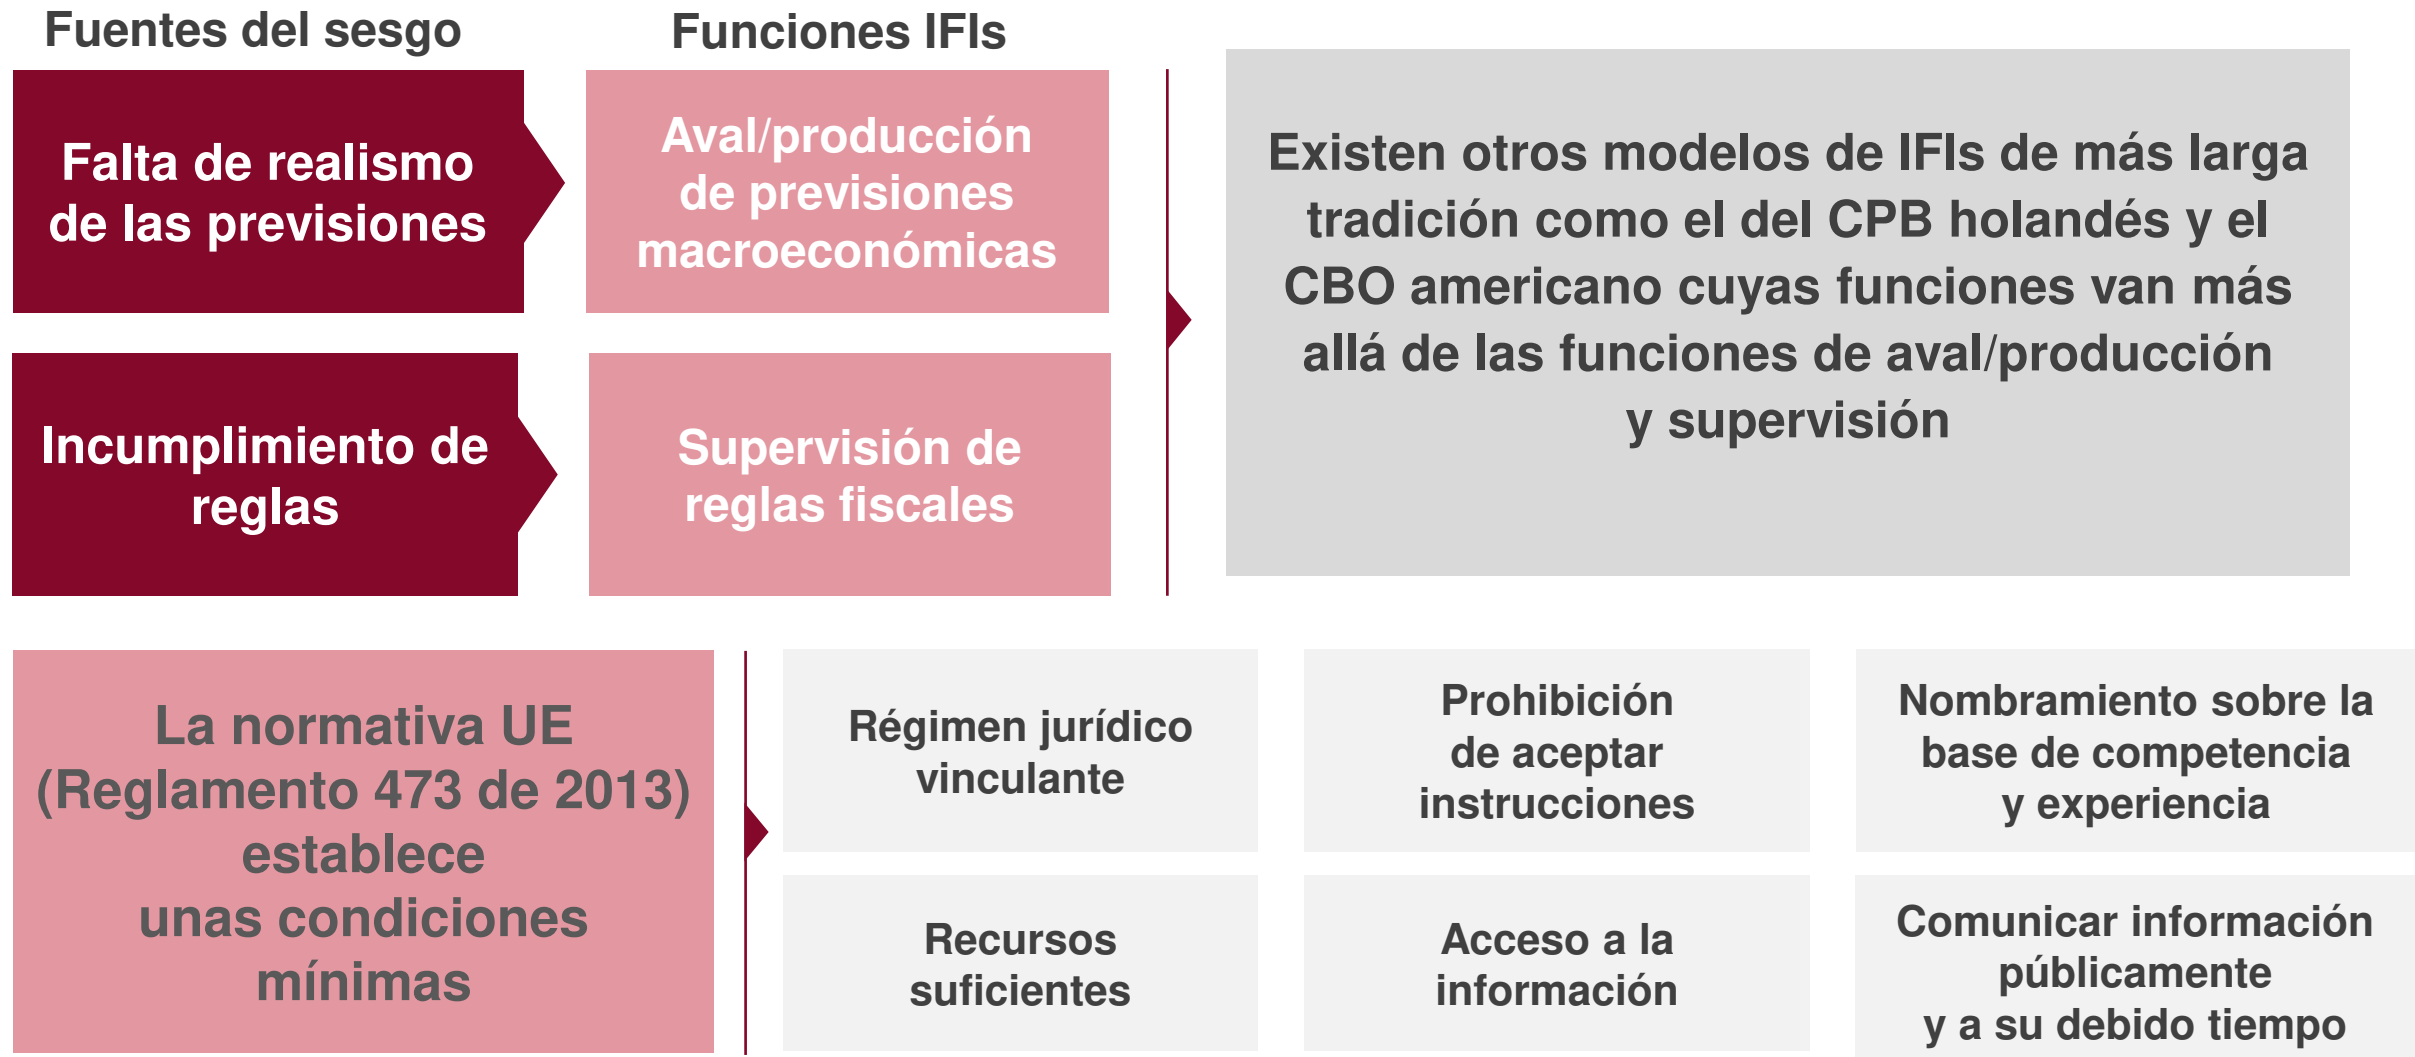 Fuentes del sesgo
Funciones IFIs
Falta de realismo
de las previsiones
Aval/producción
de previsiones
macroeconómicas
Incumplimiento de
reglas
Supervisión de
reglas fiscales
Existen otros modelos de IFIs de más larga
tradición como el del CPB holandés y el
CBO americano cuyas funciones van más
allá de las funciones de aval/producción
y supervisión
La normativa UE
(Reglamento 473 de 2013)
establece
unas condiciones
mínimas
Régimen jurídico
vinculante
Prohibición
de aceptar
instrucciones
Nombramiento sobre la
base de competencia
y experiencia
Recursos
suficientes
Acceso a la
información
Comunicar información
públicamente
y a su debido tiempo